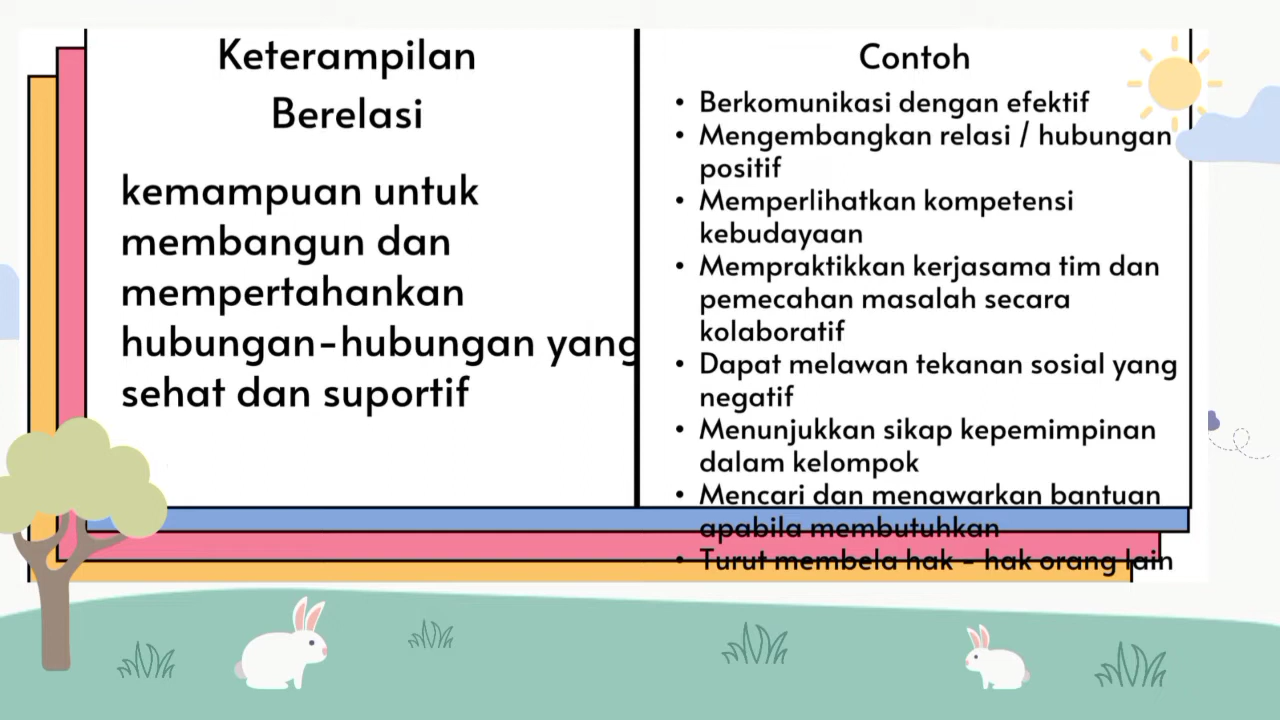 Keterampilan
Berelasi
kemampuan untuk
membangun dan
mempertahankan
hubungan-hubungan yang
sehat dan suportif
Contoh
• Berkomunikasi dengan efektif
• Mengembangkan relasi / hubungan
positif
• Memperlihatkan kompetensi
kebudayaan
• Mempraktikkan kerjasama tim dan
pemecahan masalah secara
kolaboratif
• Dapat melawan tekanan sosial yang
negatif
• Menunjukkan sikap kepemimpinan
dalam kelompok
• Mencari dan menawarkan bantuan
apabila membutuhkan
• Turut membela hak - hak orang lain